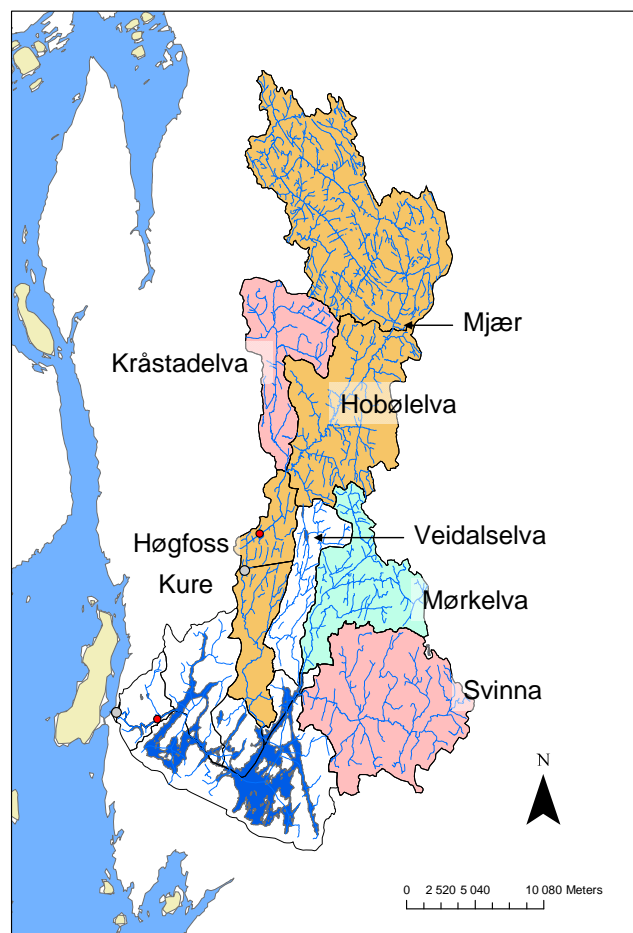 Mjær
Kråstadelva
Hobølelva
Høgfoss
Veidalselva
Kure
Mørkelva
Svinna
N
0 2 520 5 040 10 080 Meters